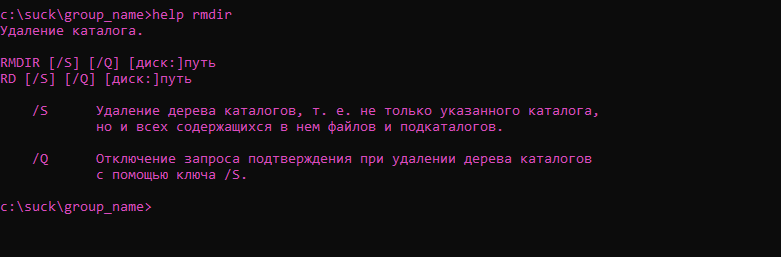 c:\suck\group_name>help rmdir
Удаление каталога.
RMDIR [/S] [/Q] [диск:]путь
RD [/S] [/Q] [диск:]путь
/S Удаление дерева каталогов, т. е. не только указанного каталога,
но и всех содержащихся в нем файлов и подкаталогов.
/Q Отключение запроса подтверждения при удалении дерева каталогов
с помощью ключа /S.
c:\suck\group_name>